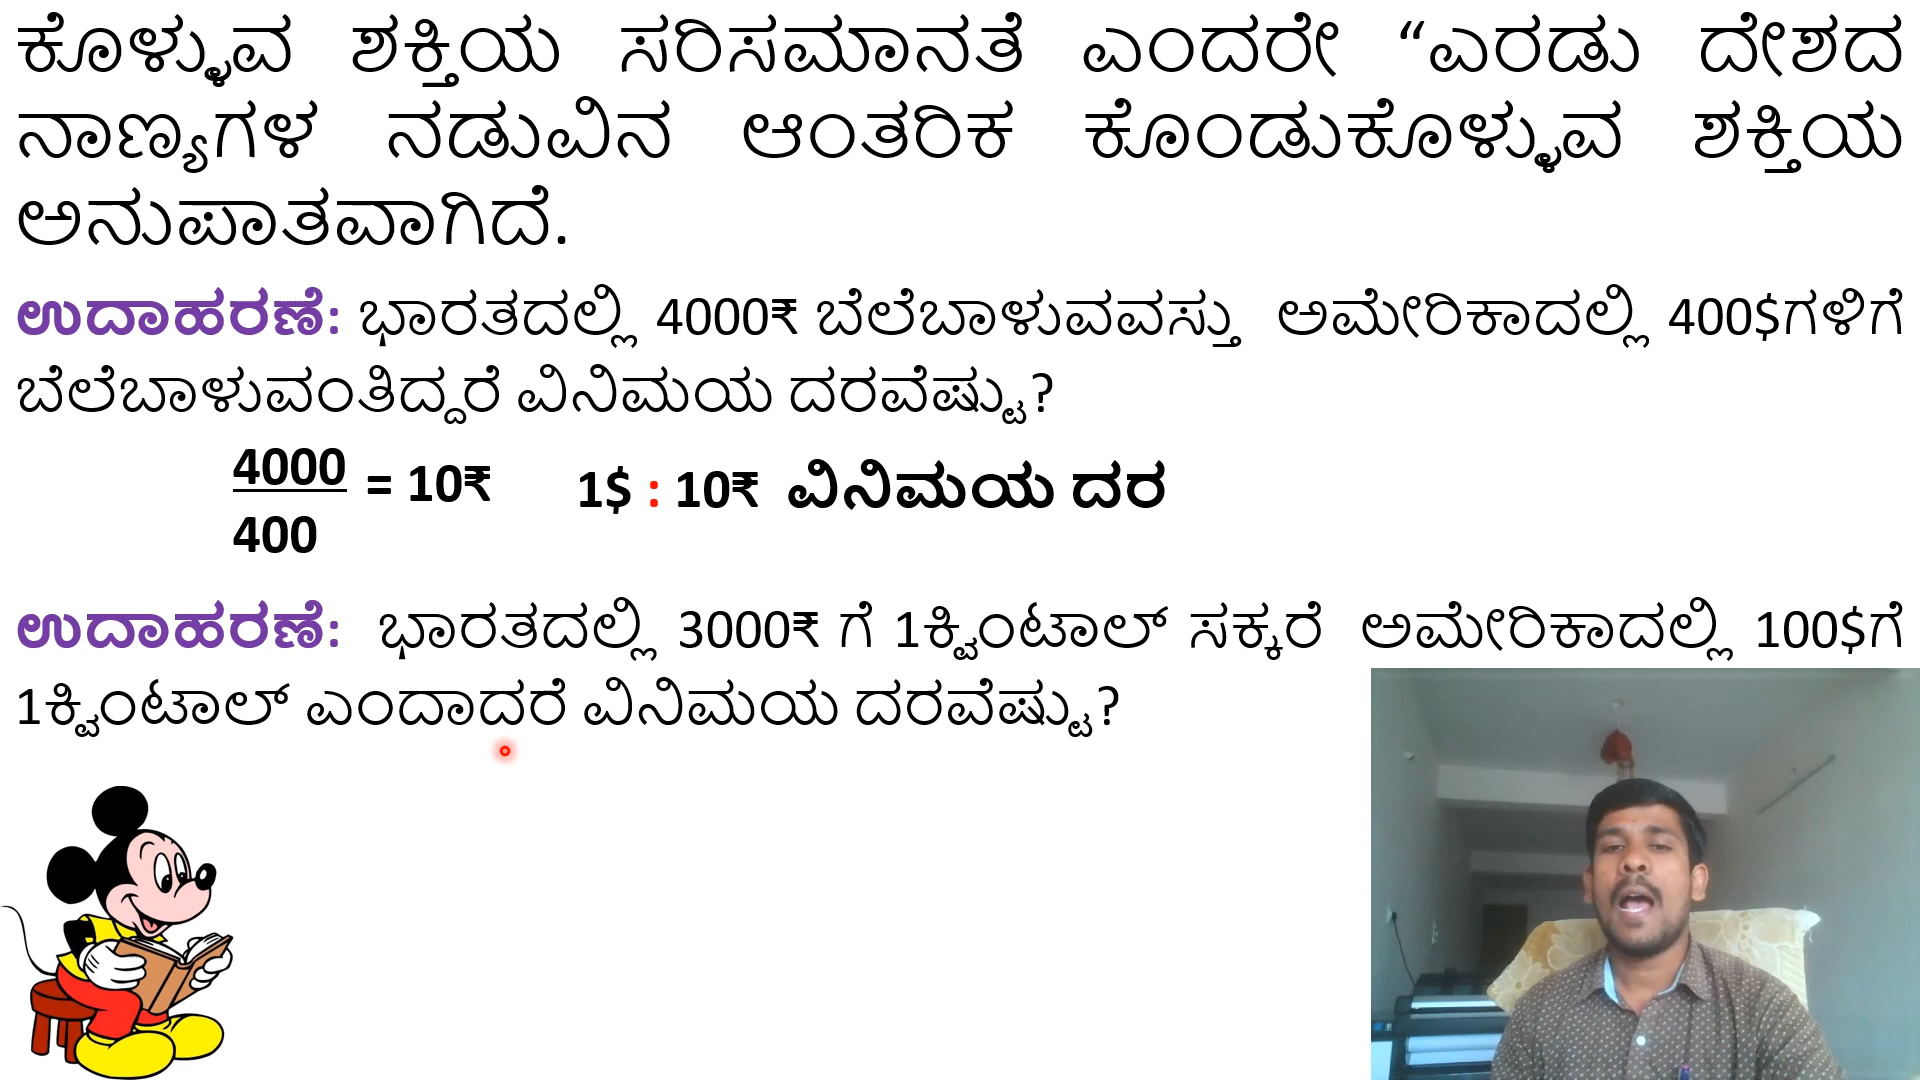 ಕೊಳ್ಳುವ ಶಕ್ತಿಯ ಸರಿಸಮಾನತೆ ಎಂದರೇ “ಎರಡು ದೇಶದ
ನಾಣ್ಯಗಳ ನಡುವಿನ ಆಂತರಿಕ ಕೊಂಡುಕೊಳ್ಳುವ ಶಕ್ತಿಯ
ಅನುಪಾತವಾಗಿದೆ.
ಉದಾಹರಣೆ: ಭಾರತದಲ್ಲಿ 4000₹ ಬೆಲೆಬಾಳುವವಸ್ತು ಅಮೇರಿಕಾದಲ್ಲಿ 400$ಗಳಿಗೆ
ಬೆಲೆಬಾಳುವಂತಿದ್ದರೆ ವಿನಿಮಯ ದರವೆಷ್ಟು?
4000
400
= 10₹ 1$ : 10₹ ವಿನಿಮಯ ದರ
ಉದಾಹರಣೆ: ಭಾರತದಲ್ಲಿ 3000₹ ಗೆ 1ಕ್ವಿಂಟಾಲ್ ಸಕ್ಕರೆ ಅಮೇರಿಕಾದಲ್ಲಿ 100$ಗೆ
1ಕ್ವಿಂಟಾಲ್ ಎಂದಾದರೆ ವಿನಿಮಯ ದರವೆಷ್ಟು?